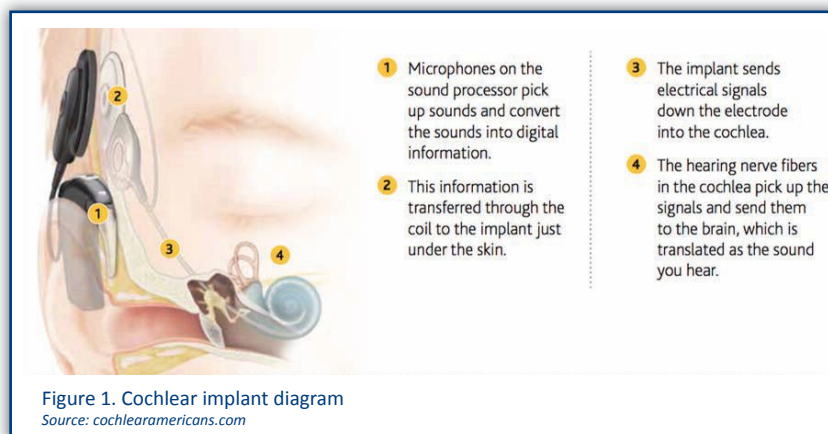 1 Microphones on the
sound processor pick
up sounds and convert
the sounds into digital
information.
2 This information is
transferred through the
coil to the implant just
under the skin.
3 The implant sends
electrical signals
down the electrode
into the cochlea.
4 The hearing nerve fibers
in the cochlea pick up the
signals and send them
to the brain, which is
translated as the sound
you hear.
2
1
3
4
Figure 1. Cochlear implant diagram
Source: cochlearamericans.com